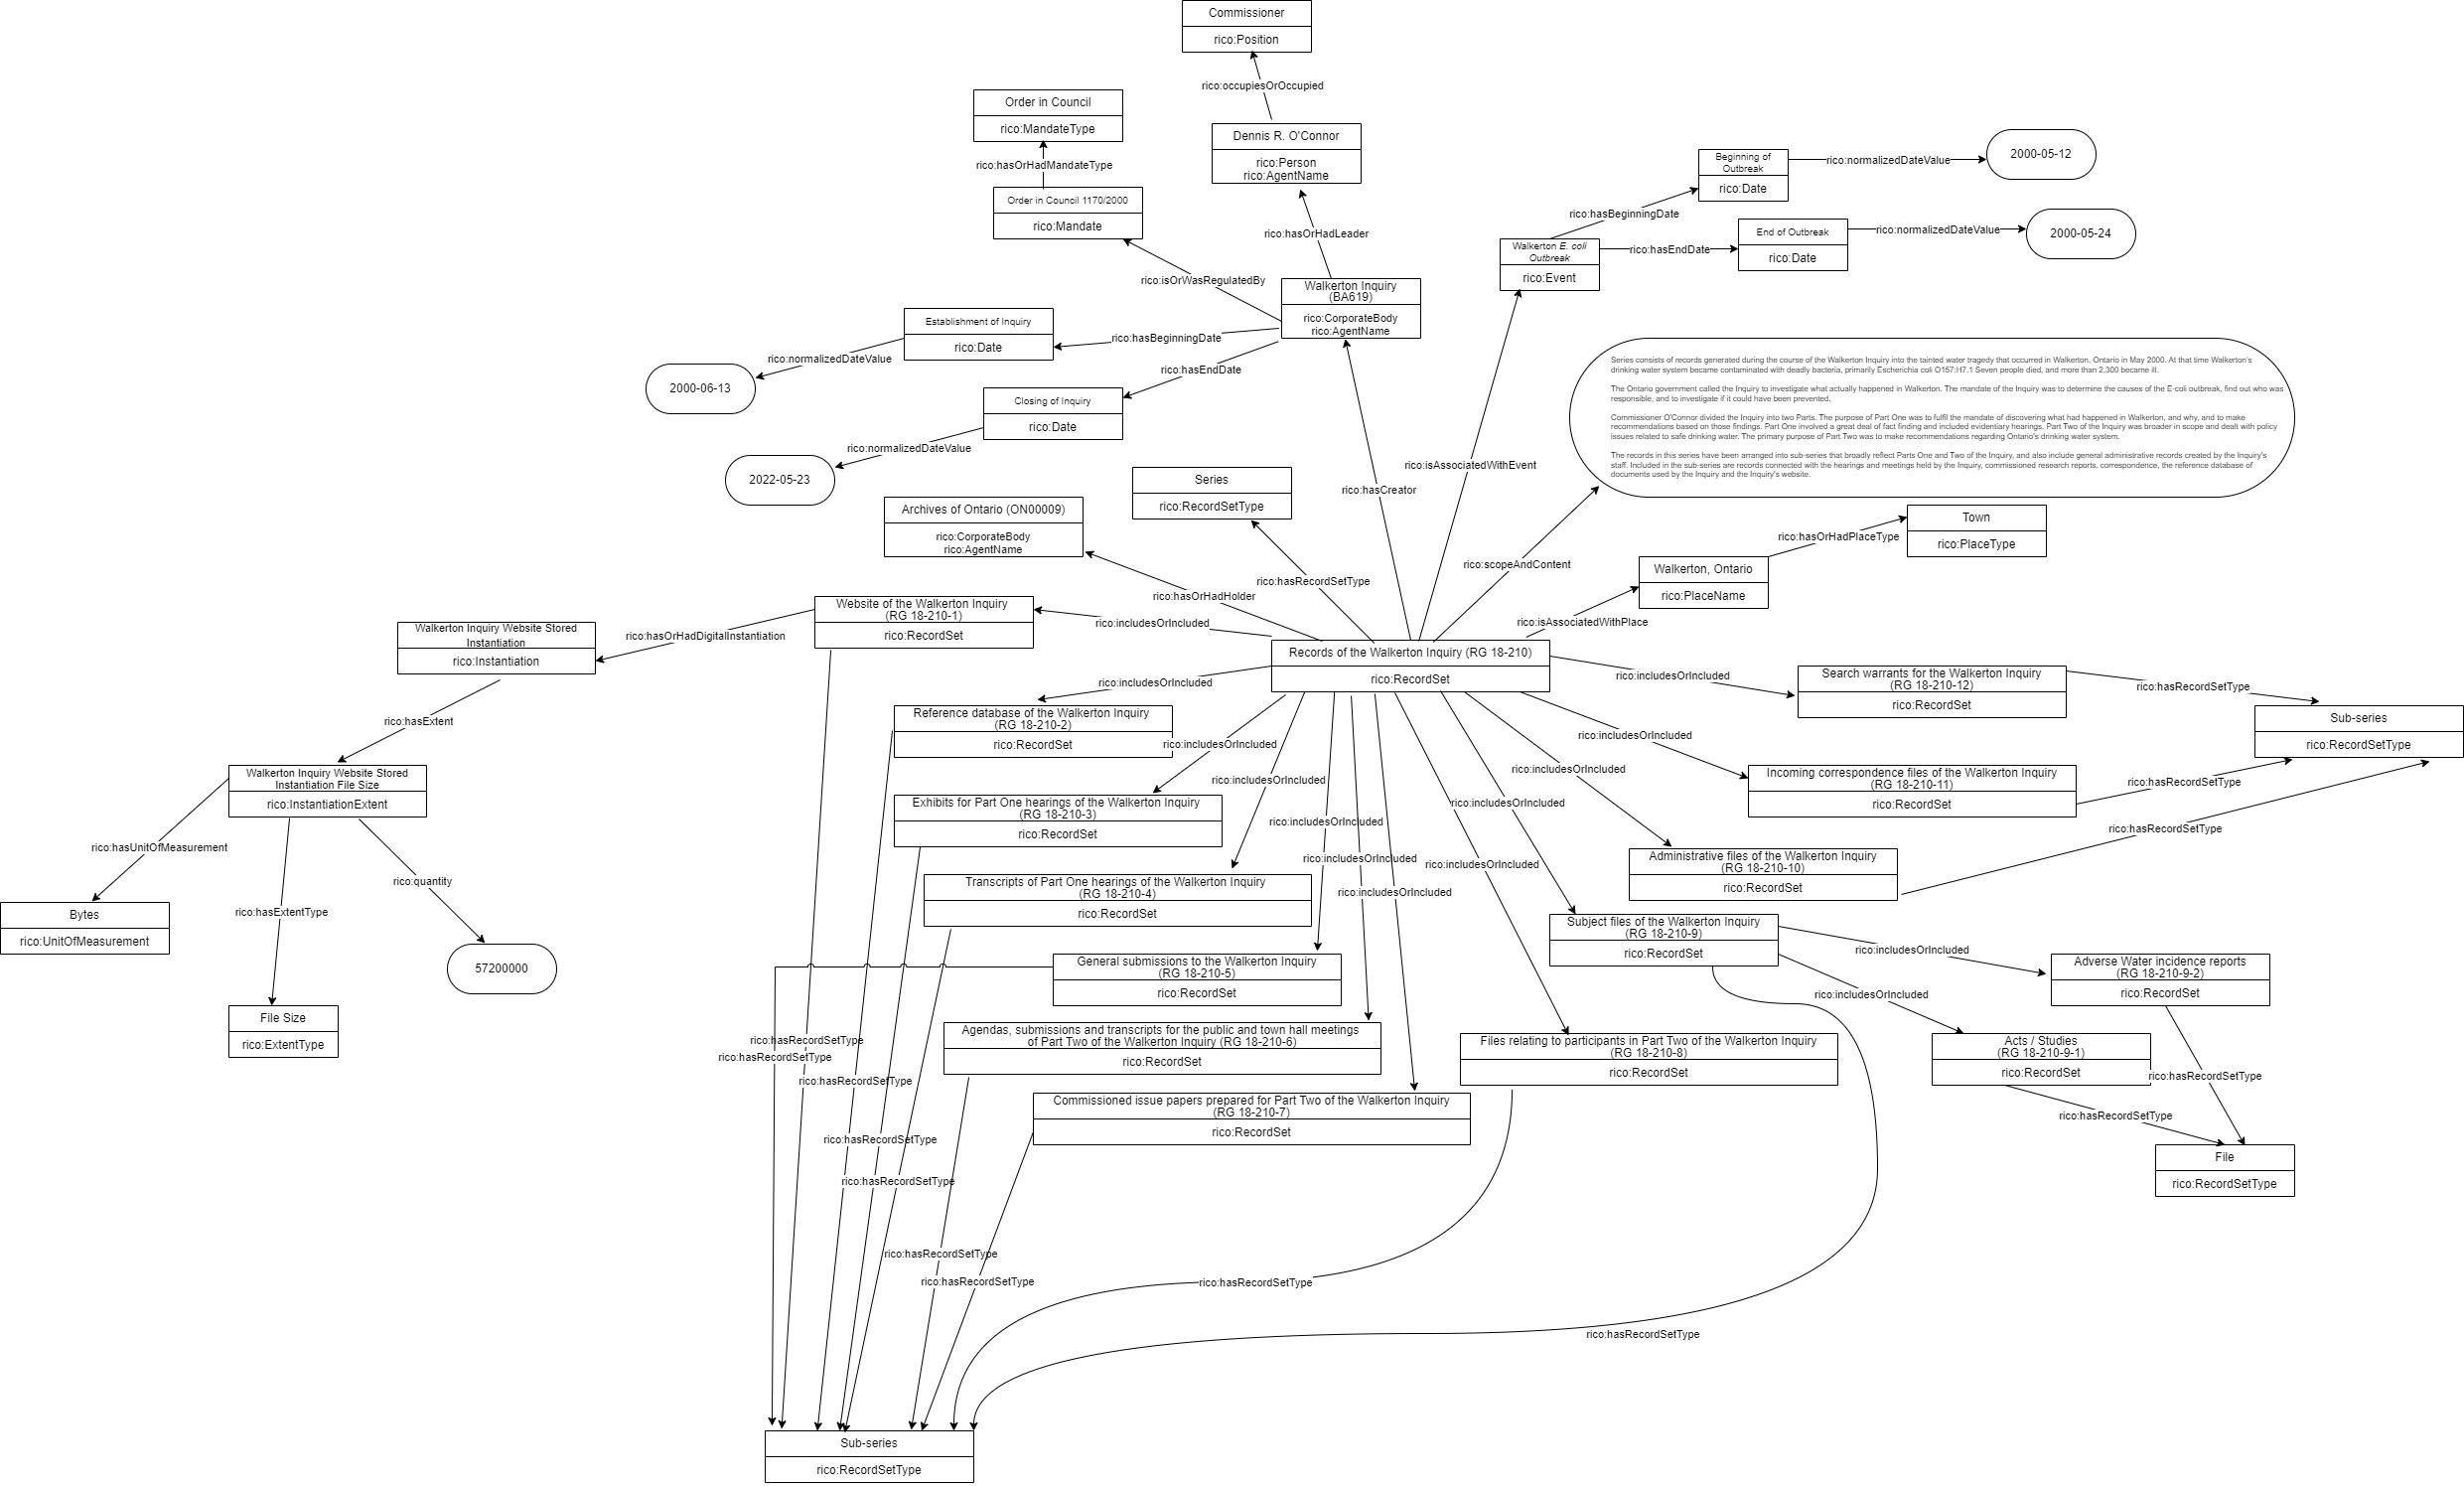 Commissioner
rico:Position
rico:occupiesOrOccupied
Order in Council
rico:MandateType
rico:hasOrHadMandateType
Order in Council 1170/2000
rico:Mandate
Dennis R. O'Connor
rico:Person
rico:AgentName
rico:hasOrHadLeader
rico:isOrWasRegulatedBy
Walkerton Inquiry
(BA619)
rico:CorporateBody
rico:AgentName
Beginning of
Outbreak
rico:Date
rico:normalizedDateValue
2000-05-12
rico:hasBeginningDate
Walkerton E. coli
Outbreak
rico:Event
rico:hasEndDate
End of Outbreak
rico:Date
rico:normalizedDateValue
2000-05-24
Establishment of Inquiry
rico:Date
rico:hasBeginningDate
rico:normalizedDateValue
2000-06-13
rico:hasEndDate
Closing of Inquiry
rico:Date
rico:normalizedDateValue
2022-05-23
Series consists of records generated during the course of the Walkerton Inquiry into the tainted water tragedy that occurred in Walkerton, Ontario in May 2000. At that time Walkerton's
drinking water system became contaminated with deadly bacteria, primarily Escherichia coli O157:H7.1 Seven people died, and more than 2,300 became ill.
The Ontario government called the Inquiry to investigate what actually happened in Walkerton. The mandate of the Inquiry was to determine the causes of the E-coli outbreak, find out who was
responsible, and to investigate if it could have been prevented.
Commissioner O'Connor divided the Inquiry into two Parts. The purpose of Part One was to fulfil the mandate of discovering what had happened in Walkerton, and why, and to make
recommendations based on those findings. Part One involved a great deal of fact finding and included evidentiary hearings. Part Two of the Inquiry was broader in scope and dealt with policy
issues related to safe drinking water. The primary purpose of Part Two was to make recommendations regarding Ontario's drinking water system.
The records in this series have been arranged into sub-series that broadly reflect Parts One and Two of the Inquiry, and also include general administrative records created by the Inquiry's
staff. Included in the sub-series are records connected with the hearings and meetings held by the Inquiry, commissioned research reports, correspondence, the reference database of
documents used by the Inquiry and the Inquiry's website.
Series
rico:RecordSetType
rico:hasCreator
rico:isAssociatedWithEvent
rico:scopeAndContent
Archives of Ontario (ON00009)
rico:CorporateBody
rico:AgentName
rico:hasRecordSetType
rico:hasOrHadHolder
Town
rico:PlaceType
rico:hasOrHadPlaceType
Walkerton, Ontario
rico:PlaceName
rico:isAssociatedWithPlace
Website of the Walkerton Inquiry
(RG 18-210-1)
rico:RecordSet
rico:includesOrIncluded
rico:hasOrHadDigitalInstantiation
Walkerton Inquiry Website Stored
Instantiation
rico:Instantiation
Records of the Walkerton Inquiry (RG 18-210)
rico:RecordSet
rico:includesOrIncluded
Search warrants for the Walkerton Inquiry
(RG 18-210-12)
rico:RecordSet
rico:hasRecordSetType
rico:includesOrIncluded
Reference database of the Walkerton Inquiry
(RG 18-210-2)
rico:RecordSet
rico:hasExtent
Sub-series
rico:RecordSetType
rico:includesOrIncluded
rico:includesOrIncluded
Incoming correspondence files of the Walkerton Inquiry
(RG 18-210-11)
rico:RecordSet
rico:hasRecordSetType
rico:includesOrIncluded
rico:includesOrIncluded
Walkerton Inquiry Website Stored
Instantiation File Size
rico:InstantiationExtent
Exhibits for Part One hearings of the Walkerton Inquiry
(RG 18-210-3)
rico:RecordSet
rico:includesOrIncluded
rico:includesOrIncluded
rico:hasRecordSetType
rico:hasUnitOfMeasurement
rico:includesOrIncluded
rico:includesOrIncluded
Administrative files of the Walkerton Inquiry
(RG 18-210-10)
rico:RecordSet
rico:quantity
Transcripts of Part One hearings of the Walkerton Inquiry
(RG 18-210-4)
rico:RecordSet
rico:includesOrIncluded
rico:hasExtentType
Bytes
rico:UnitOfMeasurement
57200000
Subject files of the Walkerton Inquiry
(RG 18-210-9)
rico:RecordSet
rico:includesOrIncluded
Adverse Water incidence reports
(RG 18-210-9-2)
rico:RecordSet
rico:includesOrIncluded
General submissions to the Walkerton Inquiry
(RG 18-210-5)
rico:RecordSet
File Size
rico:ExtentType
Agendas, submissions and transcripts for the public and town hall meetings
of Part Two of the Walkerton Inquiry (RG 18-210-6)
rico:RecordSet
Files relating to participants in Part Two of the Walkerton Inquiry
(RG 18-210-8)
rico:RecordSet
Acts / Studies
(RG 18-210-9-1)
rico:RecordSet
rico:hasRecordSetType
rico:hasRecordSetType
rico:hasRecordSetType
rico:hasRecordSetType
Commissioned issue papers prepared for Part Two of the Walkerton Inquiry
(RG 18-210-7)
rico:RecordSet
rico:hasRecordSetType
rico:hasRecordSetType
File
rico:RecordSetType
rico:hasRecordSetType
rico:hasRecordSetType
rico:hasRecordSetType
rico:hasRecordSetType
rico:hasRecordSetType
Sub-series
rico:RecordSetType